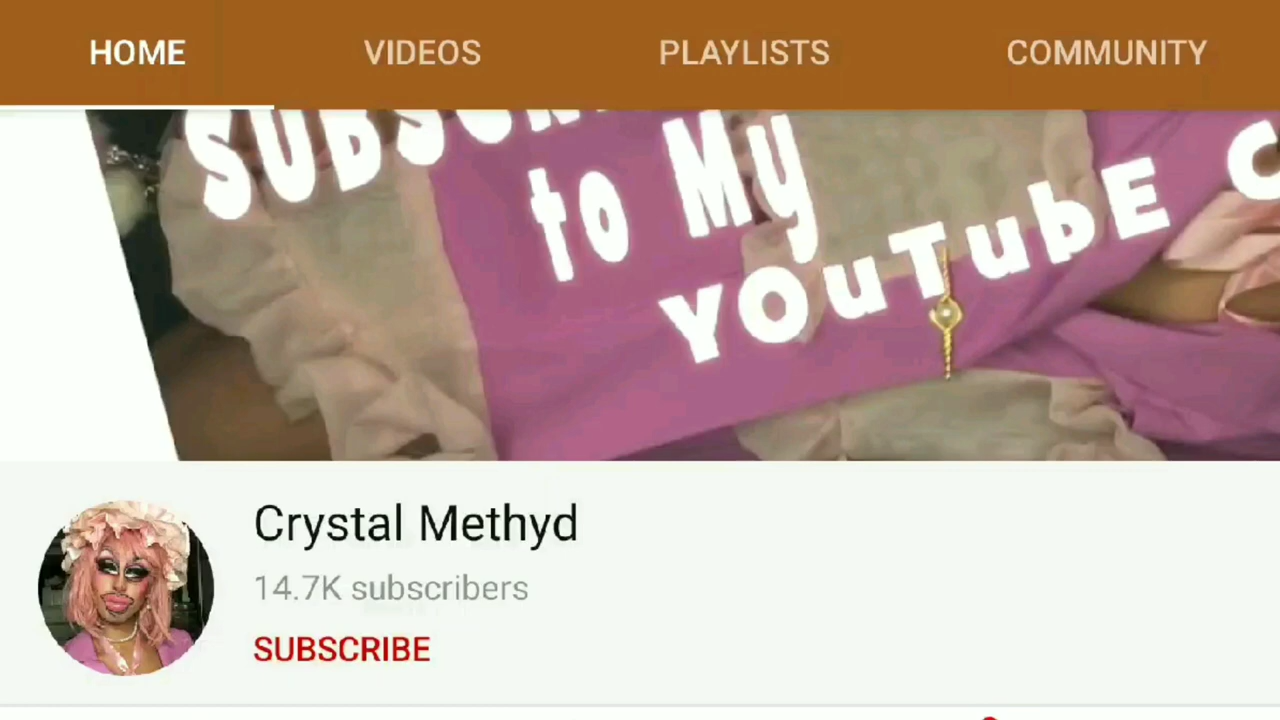 HOME VIDEOS PLAYLISTS COMMUNITY
to My
YOuTubE
Crystal Methyd
14.7K subscribers
SUBSCRIBE